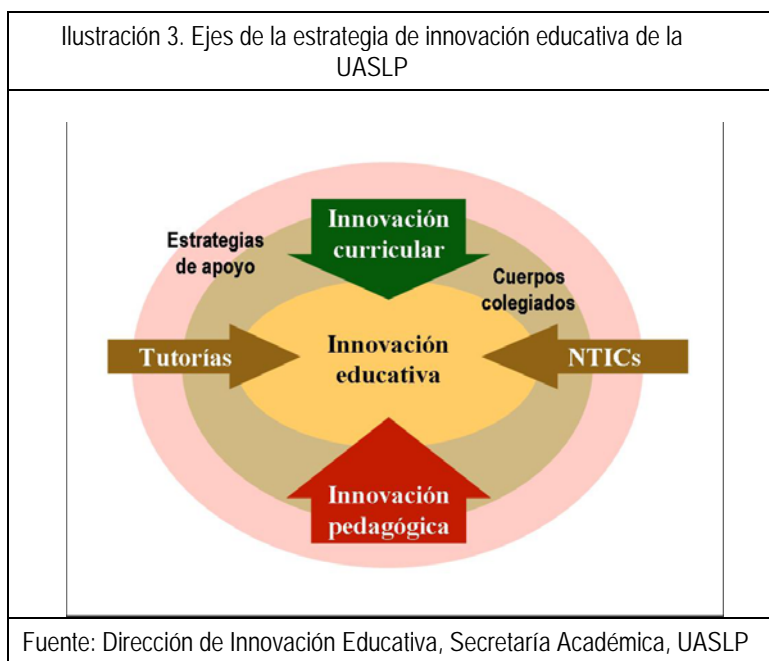 Ilustración 3. Ejes de la estrategia de innovación educativa de la
UASLP
Innovación
curricular
Estrategias
de apoyo
Cuerpos
colegiados
Tutorías
Innovación
educativa
NTICs
Innovación
pedagógica
Fuente: Dirección de Innovación Educativa, Secretaría Académica, UASLP